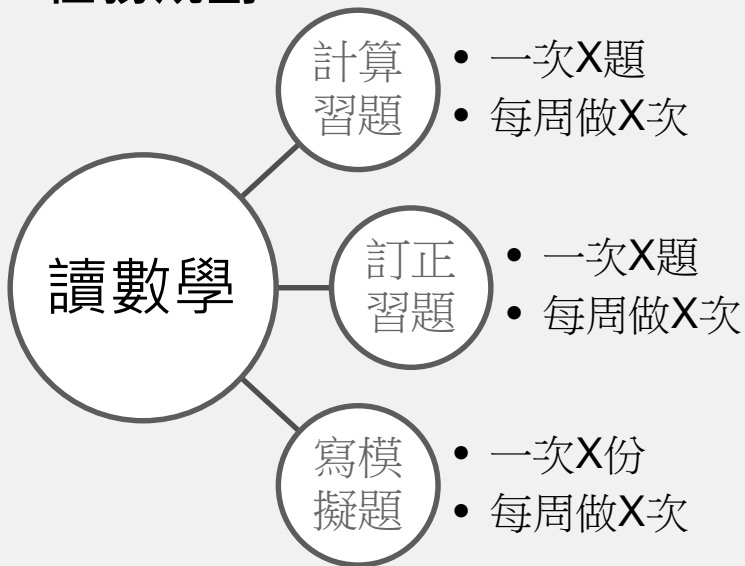 計算
習題
• 一次X題
• 每周做X次
讀數學
訂正
習題
• 一次X題
• 每周做X次
寫模
擬題
• 一次X份
• 每周做X次